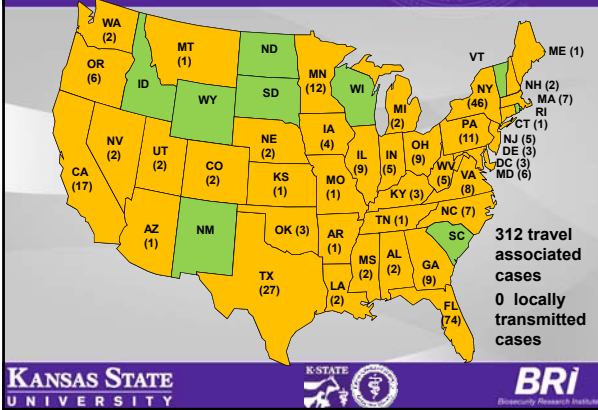 WA
(2)
OR
(6)
ID
MT
(1)
ND
MN
(12)
WI
SD
WY
MI
(2)
VT
ME (1)
NH (2)
MA (7)
RI
CT (1)
NY
(46)
NJ (5)
DE (3)
DC (3)
MD (6)
PA
(11)
NV
(2)
UT
(2)
CO
(2)
NE
(2)
IA
(4)
IL
(9)
IN
(5)
OH
(9)
WV
(5)
VA
(8)
CA
(17)
KS
(1)
MO
(1)
KY (3)
NC (7)
TN (1)
AZ
(1)
NM
OK (3)
AR
(1)
SC
TX
(27)
LA
(2)
MS
(2)
AL
(2)
GA
(9)
FL
(74)
312 travel
associated
cases
0 locally
transmitted
cases
KANSAS STATE
UNIVERSITY
K-STATE
BRi
Biosecurity Research Institute